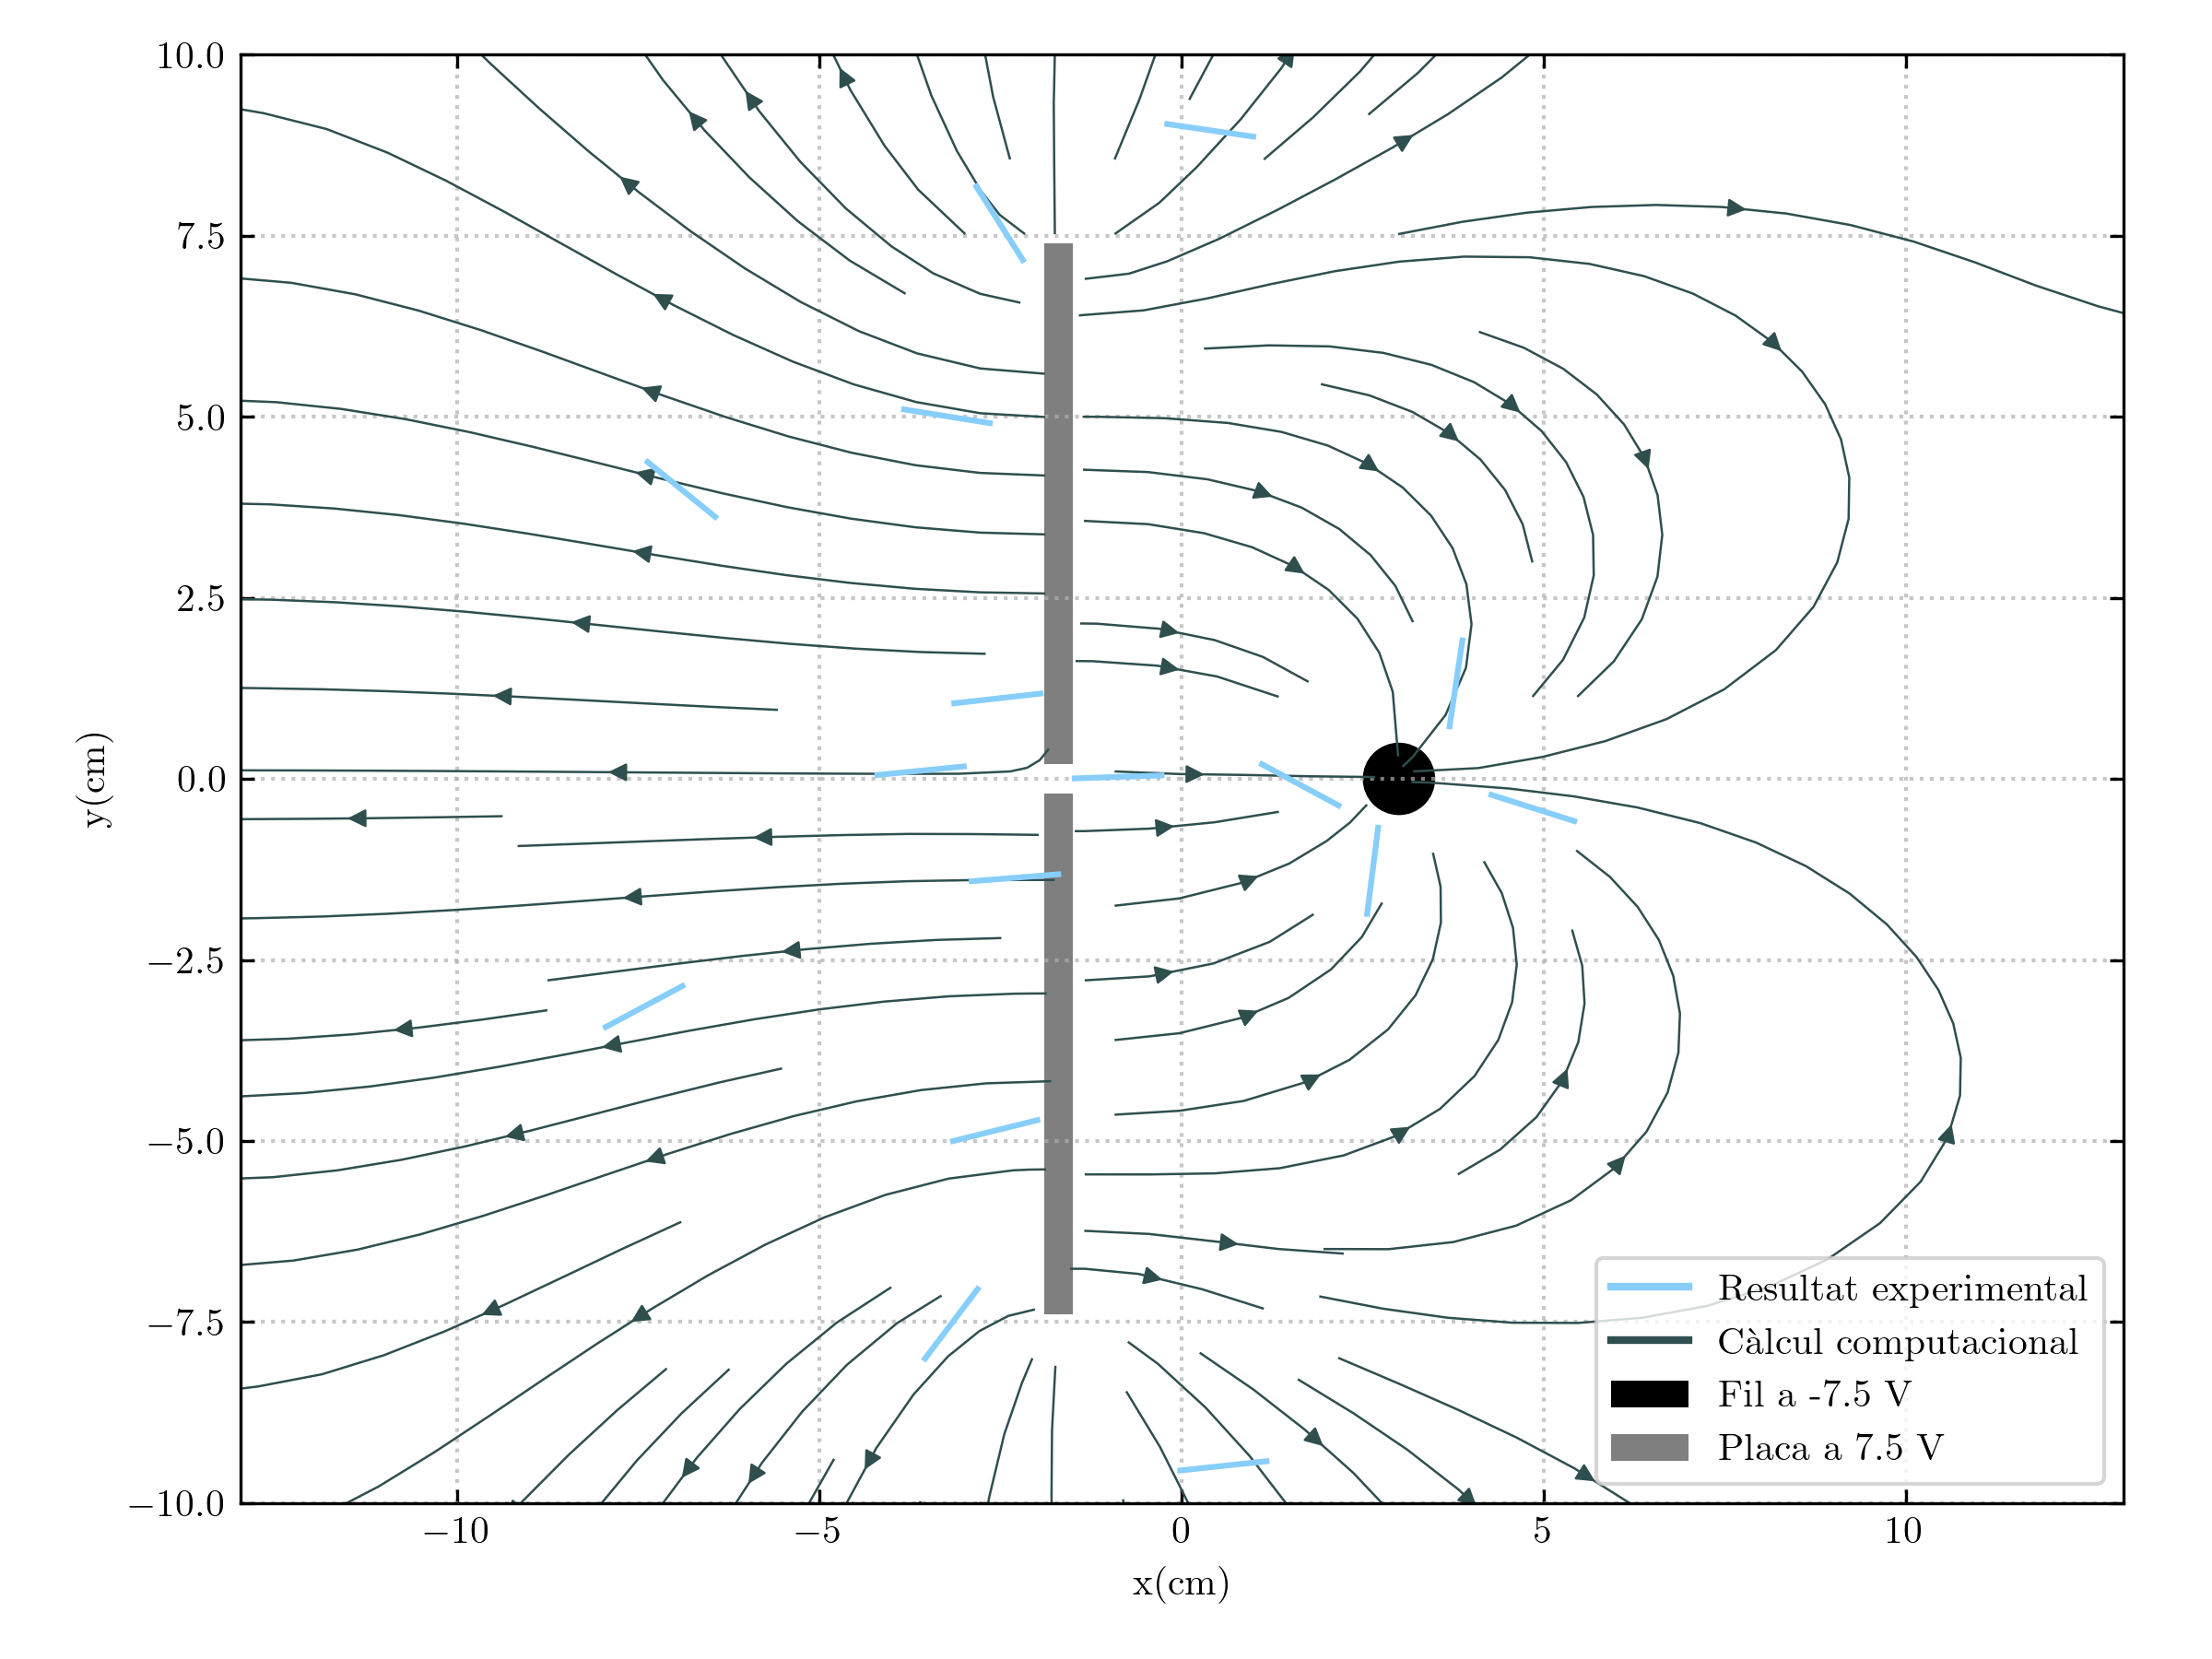 10.0
7.5
5.0
2.5
0.0
−2.5
−5.0
−7.5
−10.0
y(cm)
−10
−5
0
5
10
x(cm)
Resultat experimental
Càlcul computacional
Fil a -7.5 V
Placa a 7.5 V